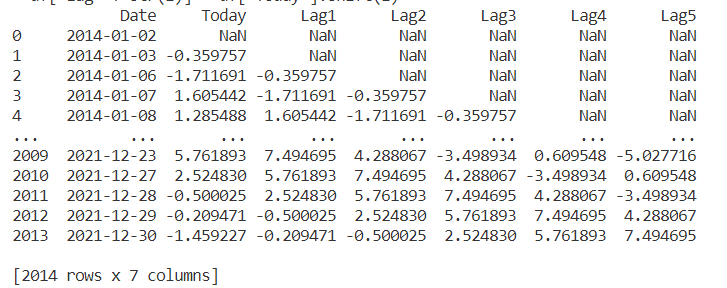 Date     Today      Lag1      Lag2      Lag3      Lag4      Lag5
0     2014-01-02       NaN       NaN       NaN       NaN       NaN       NaN
1     2014-01-03 -0.359757       NaN       NaN       NaN       NaN       NaN
2     2014-01-06 -1.711691 -0.359757       NaN       NaN       NaN       NaN
3     2014-01-07  1.605442 -1.711691 -0.359757       NaN       NaN       NaN
4     2014-01-08  1.285488  1.605442 -1.711691 -0.359757       NaN       NaN
...          ...       ...       ...       ...       ...       ...       ...
2009  2021-12-23  5.761893  7.494695  4.288067 -3.498934  0.609548 -5.027716
2010  2021-12-27  2.524830  5.761893  7.494695  4.288067 -3.498934  0.609548
2011  2021-12-28 -0.500025  2.524830  5.761893  7.494695  4.288067 -3.498934
2012  2021-12-29 -0.209471 -0.500025  2.524830  5.761893  7.494695  4.288067
2013  2021-12-30 -1.459227 -0.209471 -0.500025  2.524830  5.761893  7.494695
[2014 rows x 7 columns]